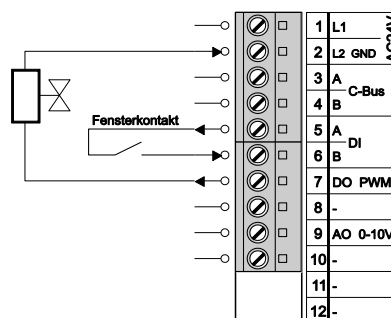 1 L1
AC24V
2 L2 GND
3 A
C-Bus
4 B
Fensterkontakt
5 A
DI
6 B
7 DO PWM
8 -
9 AO 0-10V
10 -
11 -
12 -